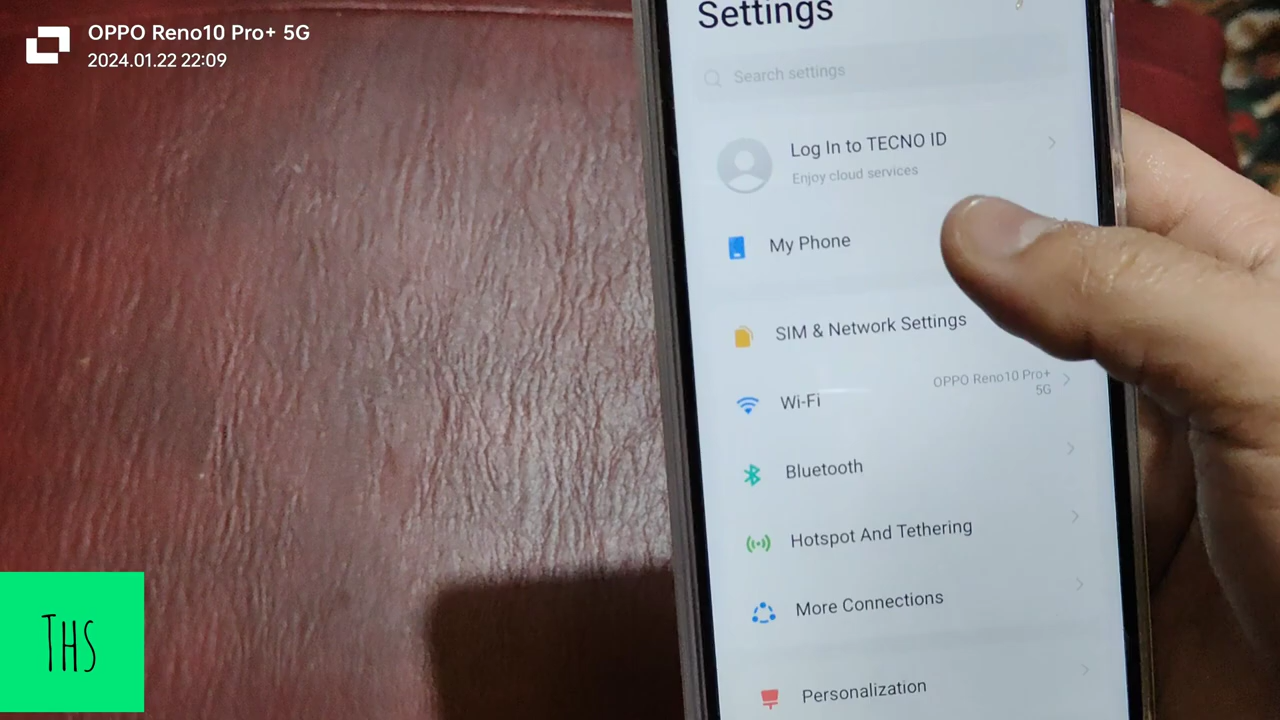 OPPO Reno10 Pro+ 5G
2024.01.22 22:09
Settings
Search settings
Log In to TECNO ID
Enjoy cloud services
My Phone
SIM & Network Settings
Wi-Fi
OPPO Reno10 Pro+
5G
Bluetooth
Hotspot And Tethering
More Connections
Personalization
THS